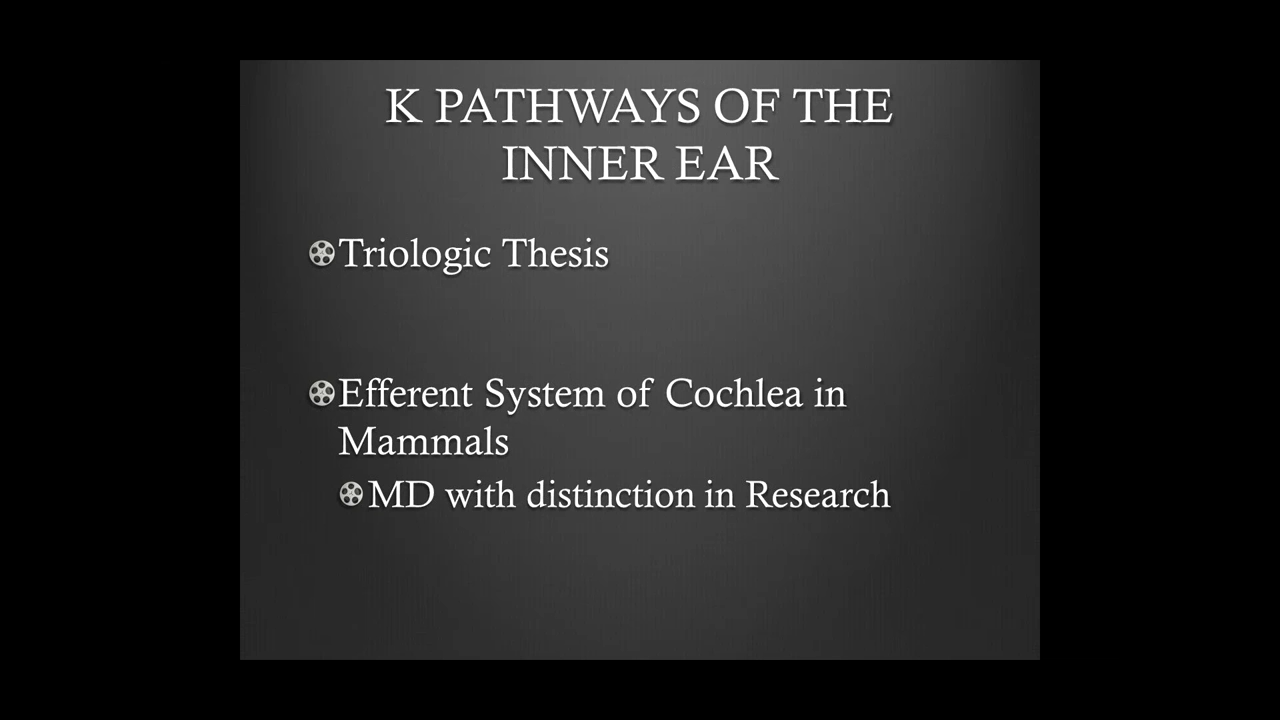 K PATHWAYS OF THE
INNER EAR
Triologic Thesis
Efferent System of Cochlea in
Mammals
MD with distinction in Research